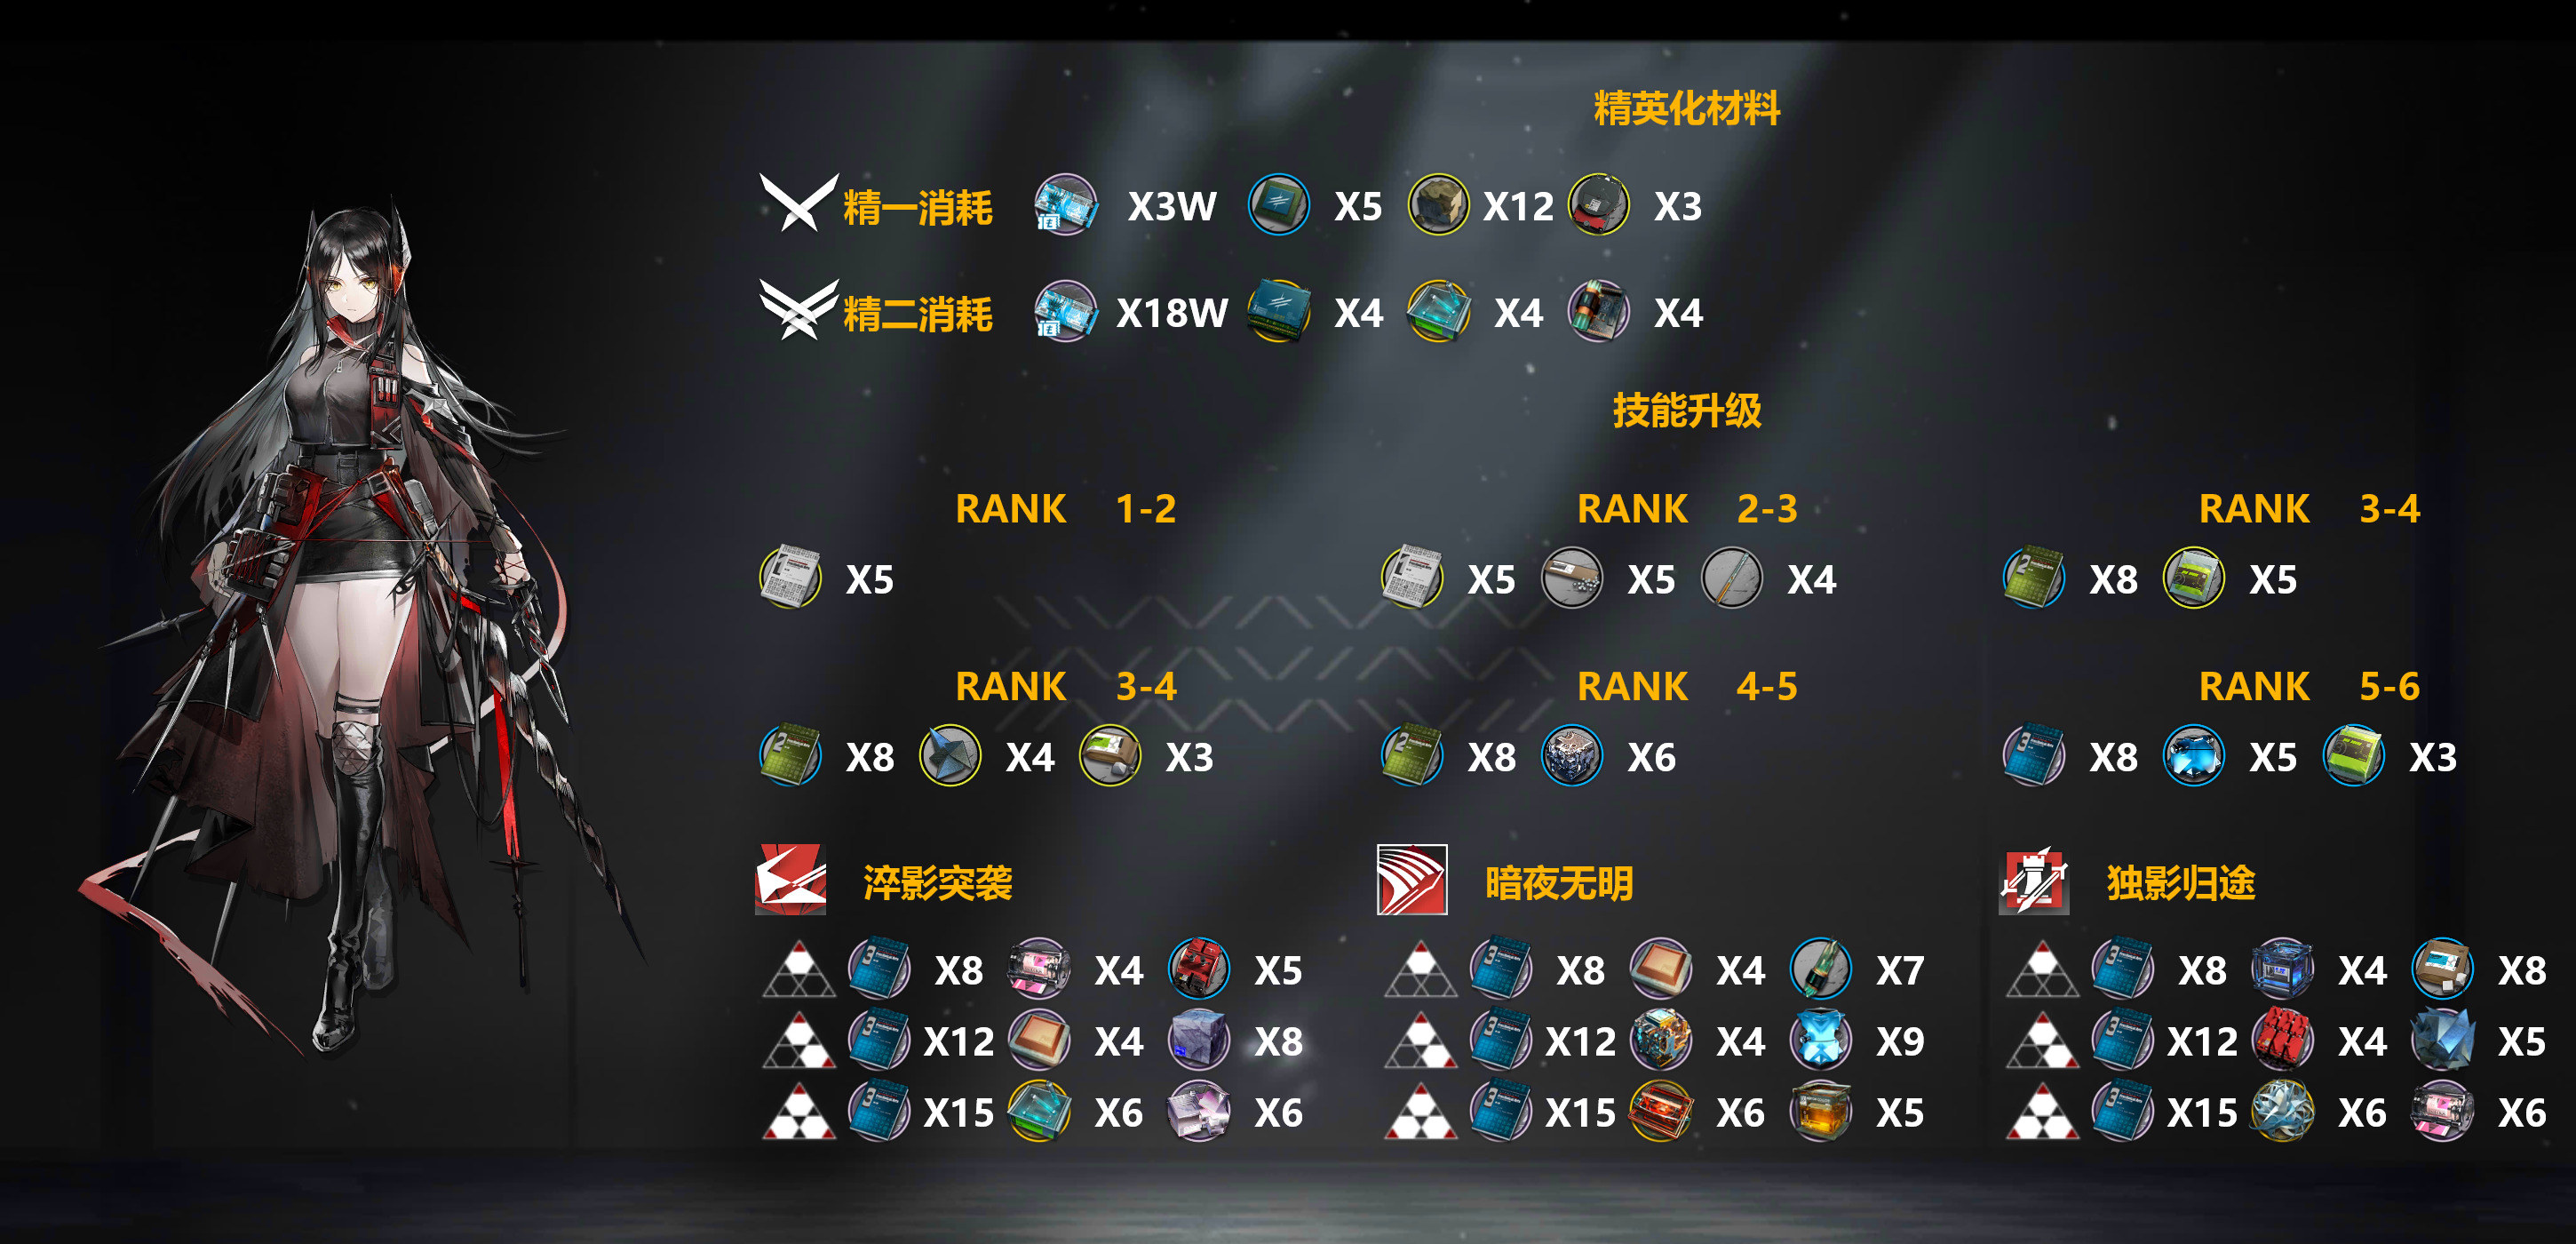 精英化材料
精一消耗 X3W X5 X12 X3
精二消耗 X18W X4 X4 X4
技能升级
RANK 1-2 RANK 2-3 RANK 3-4
X5 X5 X5 X4 X8 X5
RANK 3-4 RANK 4-5 RANK 5-6
X8 X4 X3 X8 X6 X8 X5 X3
淬影突袭 暗夜无明 独影归途
X8 X4 X5 X8 X4 X7 X8 X4 X8
X12 X4 X8 X12 X4 X9 X12 X4 X5
X15 X6 X6 X15 X6 X5 X15 X6 X6